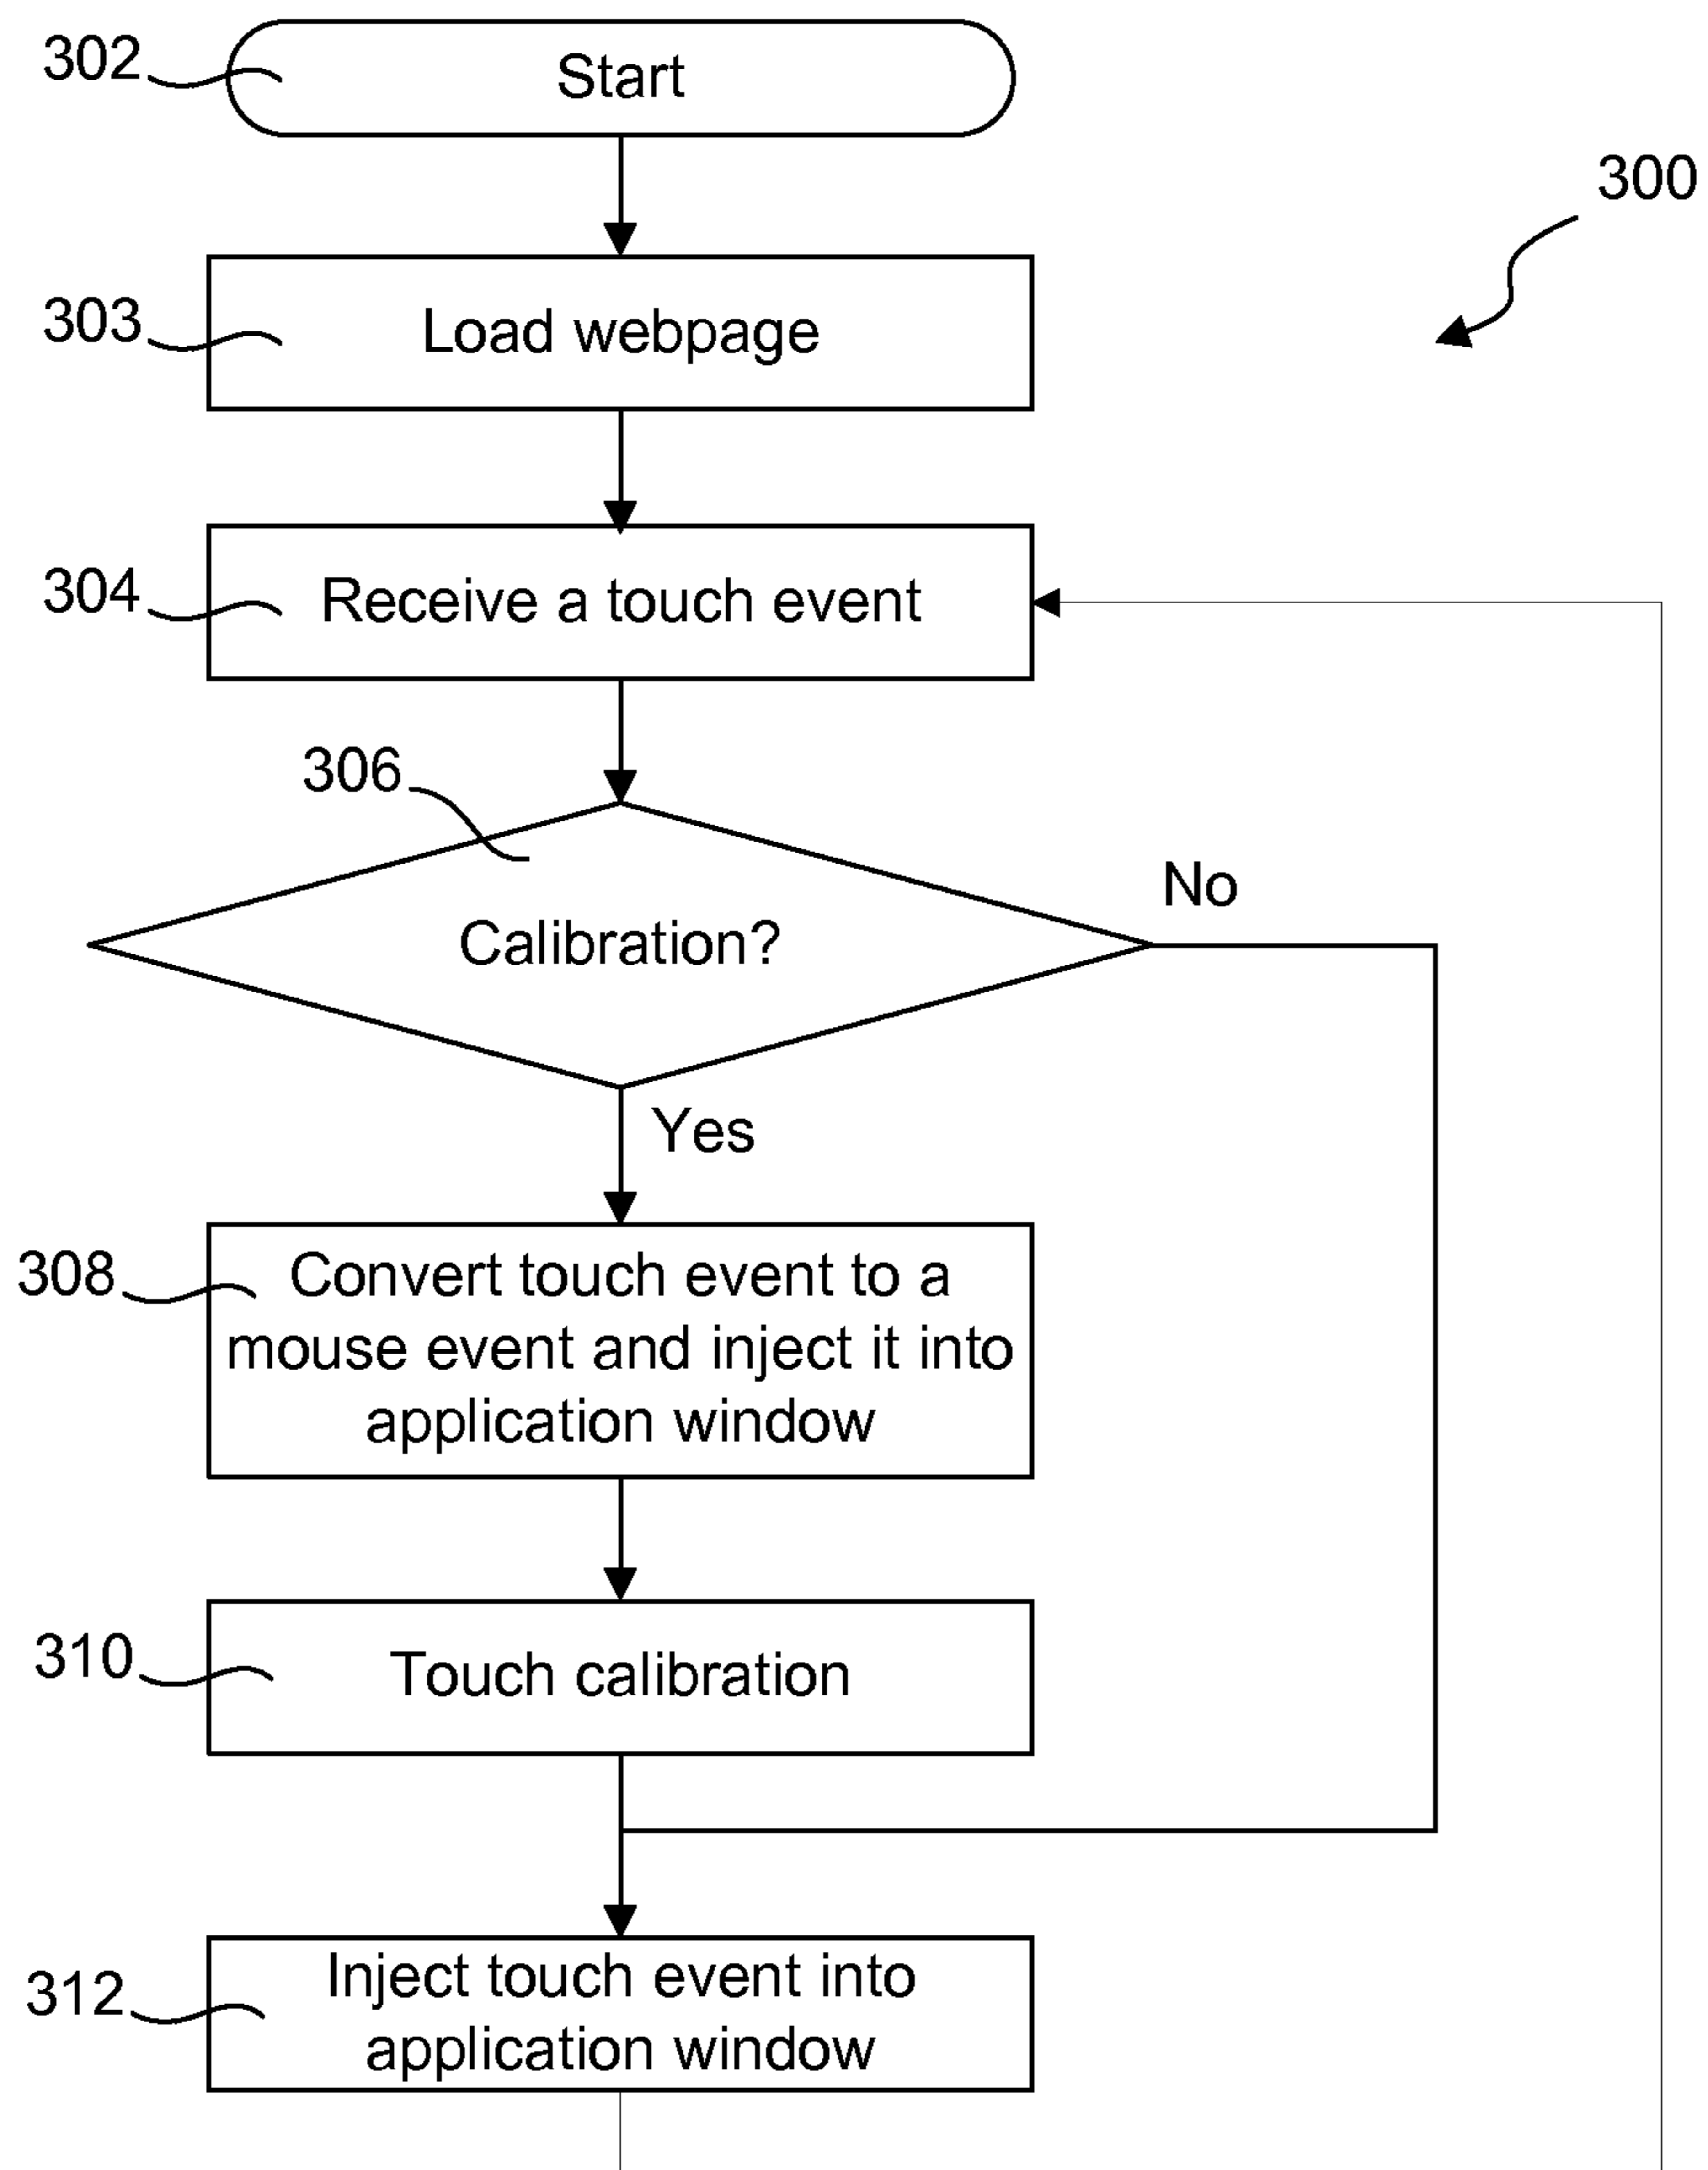 302
Start
300
303
Load webpage
304
Receive a touch event
306
No
Calibration?
Yes
308
Convert touch event to a
mouse event and inject it into
application window
310
Touch calibration
312
Inject touch event into
application window